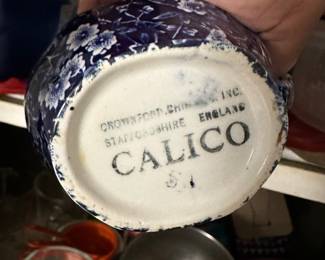 CROWNFORD CHINA CO. INC.
STAFFORDSHIRE ENGLAND
CALICO